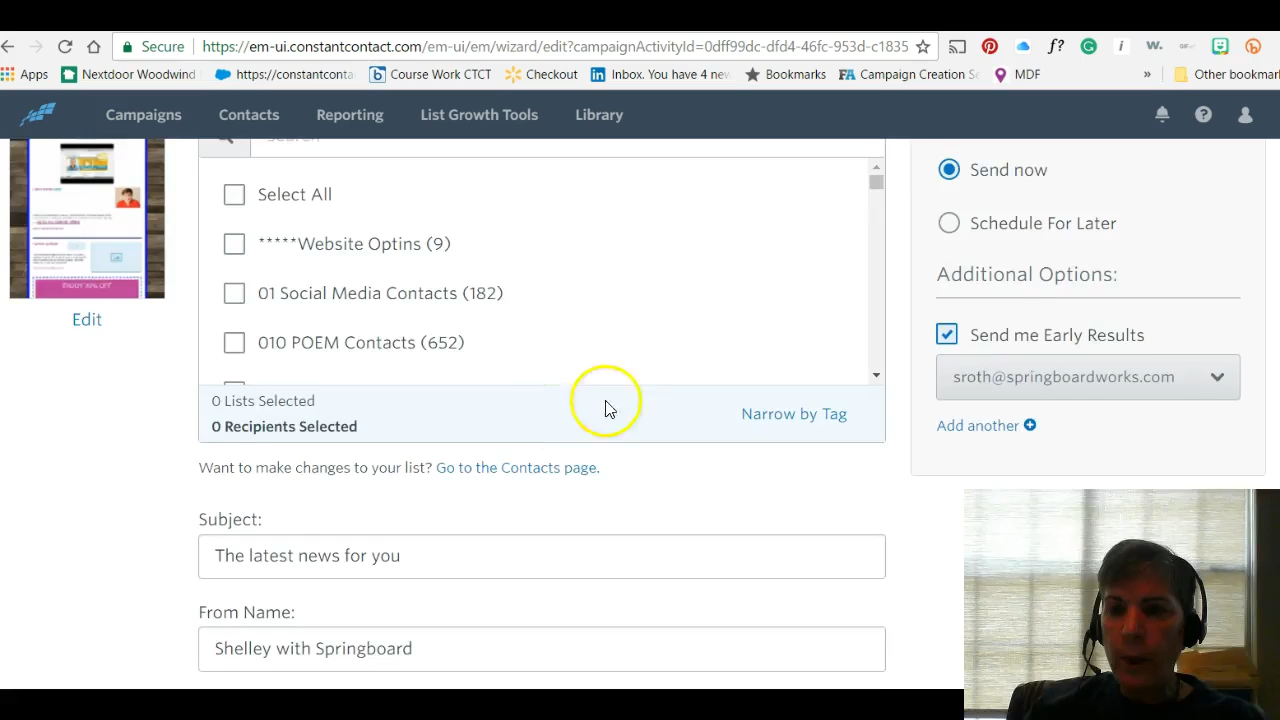 Secure
https://em-ui.constantcontact.com/em-ui/em/wizard/edit?campaignActivityId=0dff99dc-dfd4-46fc-953d-c1835
Apps
Nextdoor Woodwind
https://constantconta
Course Work CTCT
Checkout
Inbox. You have 4 new
Bookmarks
Campaign Creation Se
MDF
»
Other bookmar
Campaigns
Contacts
Reporting
List Growth Tools
Library
Select All
*****Website Optins (9)
01 Social Media Contacts (182)
010 POEM Contacts (652)
0 Lists Selected
0 Recipients Selected
Narrow by Tag
Want to make changes to your list? Go to the Contacts page.
Subject:
The latest news for you
From Name:
Shelley with Springboard
Edit
Send now
Schedule For Later
Additional Options:
Send me Early Results
sroth@springboardworks.com
Add another